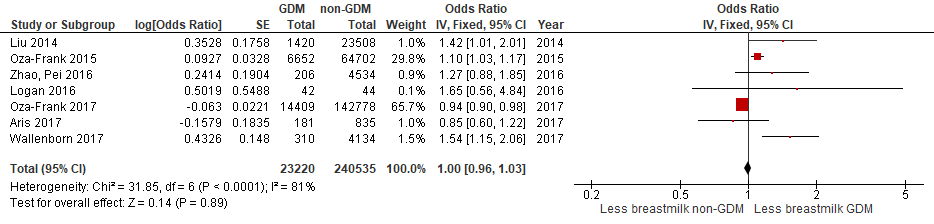 GDM non-GDM Odds Ratio Odds Ratio
Study or Subgroup log[Odds Ratio] SE Total Total Weight IV, Fixed, 95% CI Year IV, Fixed, 95% CI
Liu 2014 0.3528 0.1758 1420 23508 1.0% 1.42 [1.01, 2.01] 2014
Oza-Frank 2015 0.0927 0.0328 6652 64702 29.8% 1.10 [1.03, 1.17] 2015
Zhao, Pei 2016 0.2414 0.1904 206 4534 0.9% 1.27 [0.88, 1.85] 2016
Logan 2016 0.5019 0.5488 42 44 0.1% 1.65 [0.56, 4.84] 2016
Oza-Frank 2017 -0.063 0.0221 14409 142778 65.7% 0.94 [0.90, 0.98] 2017
Aris 2017 -0.1579 0.1835 181 835 1.0% 0.85 [0.60, 1.22] 2017
Wallenborn 2017 0.4326 0.148 310 4134 1.5% 1.54 [1.15, 2.06] 2017
Total (95% CI) 23220 240535 100.0% 1.00 [0.96, 1.03]
Heterogeneity: Chi² = 31.85, df = 6 (P < 0.0001); I² = 81%
Test for overall effect: Z = 0.14 (P = 0.89)
0.2 0.5 1 2 5
Less breastmilk non-GDM Less breastmilk GDM